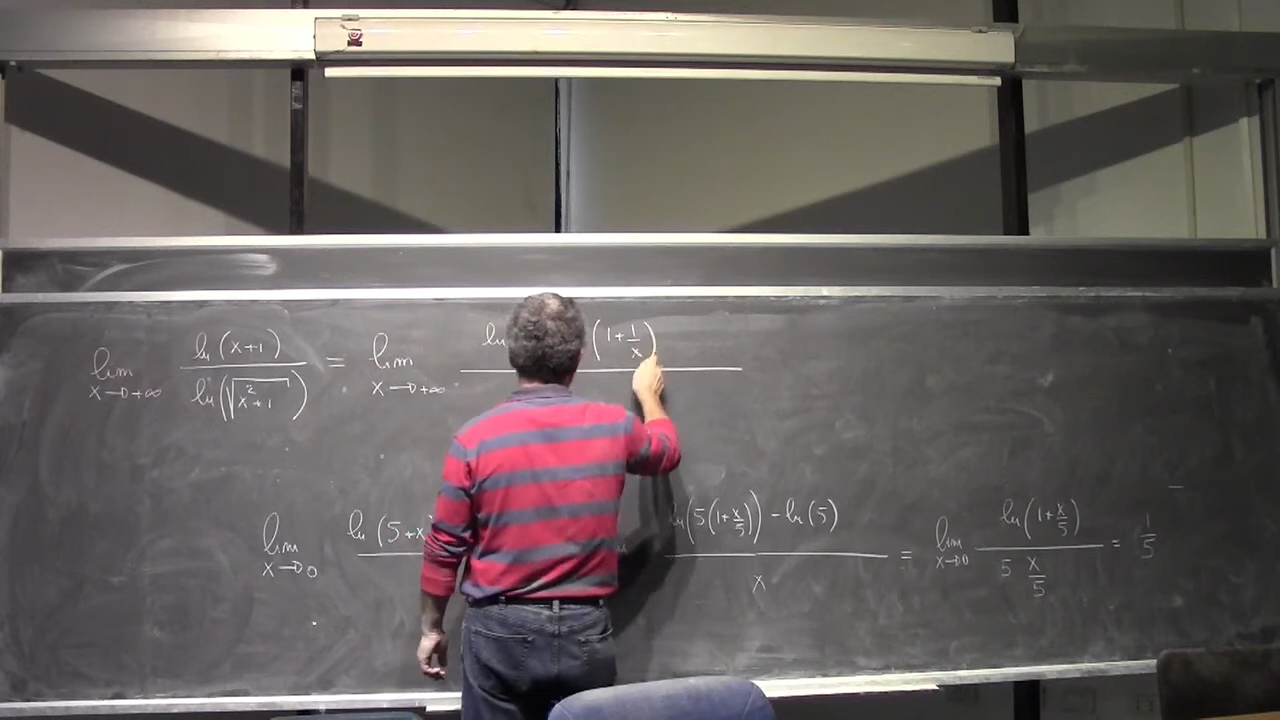 lim x→+∞ ln(x+1) / ln(√(x²+1)) = lim x→+∞ ln (1+1/x)
lim x→0 ln(5+x ln(5(1+x/5)) - ln(5) / x = lim x→0 ln(1+x/5) / 5 x/5 = 1/5